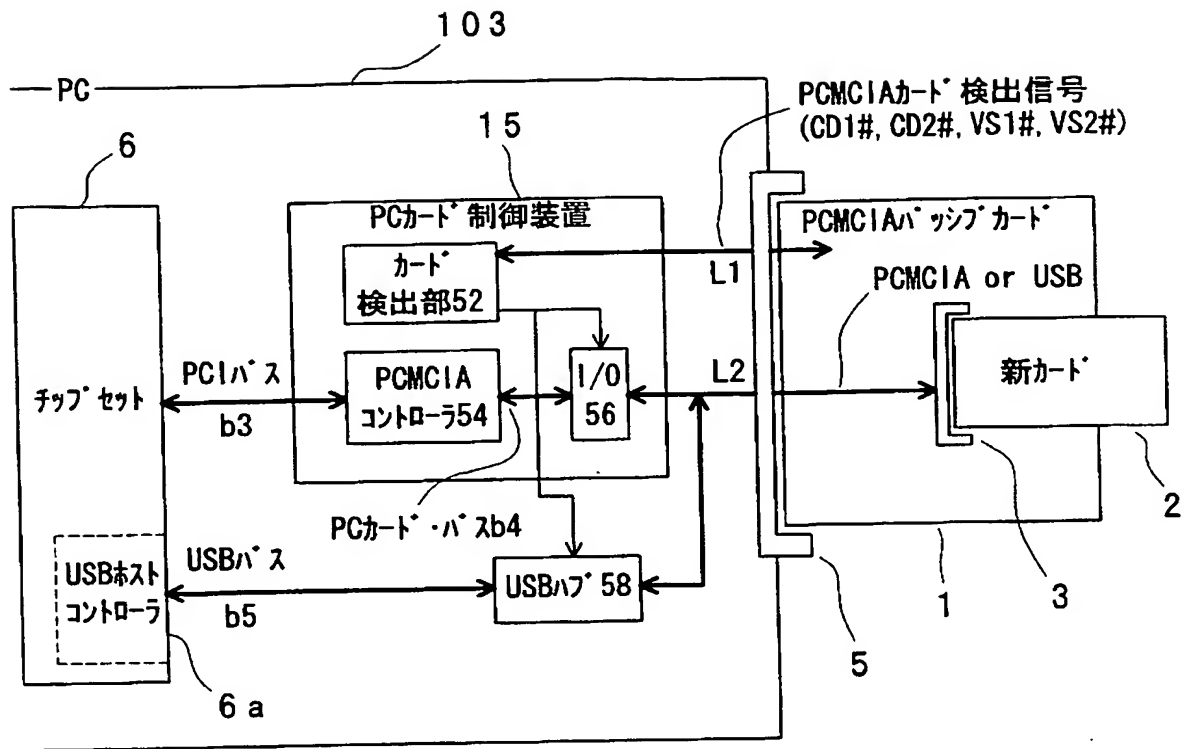 103
PC
PCMCIAカード検出信号
(CD1#, CD2#, VS1#, VS2#)
6
15
PCカード制御装置
PCMCIAパッシブカード
カード
検出部52
L1
PCMCIA or USB
PCIバス
b3
PCMCIA
コントローラ54
I/O
56
L2
新カード
チップセット
PCカード・バスb4
2
USBホスト
コントローラ
USBバス
b5
USBハブ58
5
1
3
6a